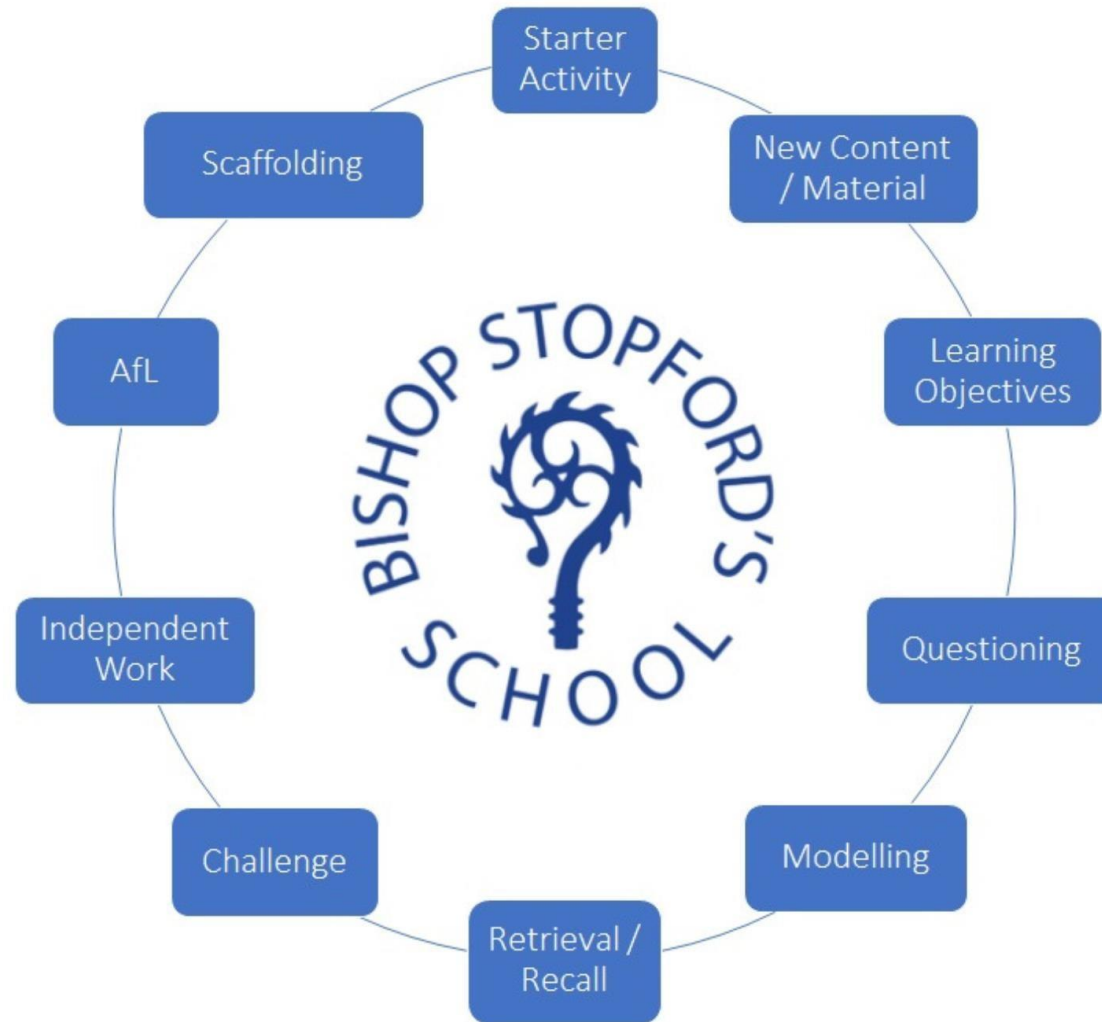 Starter
Activity
New Content
/ Material
Learning
Objectives
Questioning
Modelling
Retrieval /
Recall
Challenge
Independent
Work
AfL
Scaffolding
BISHOP STOPFORD'S
SCHOOL